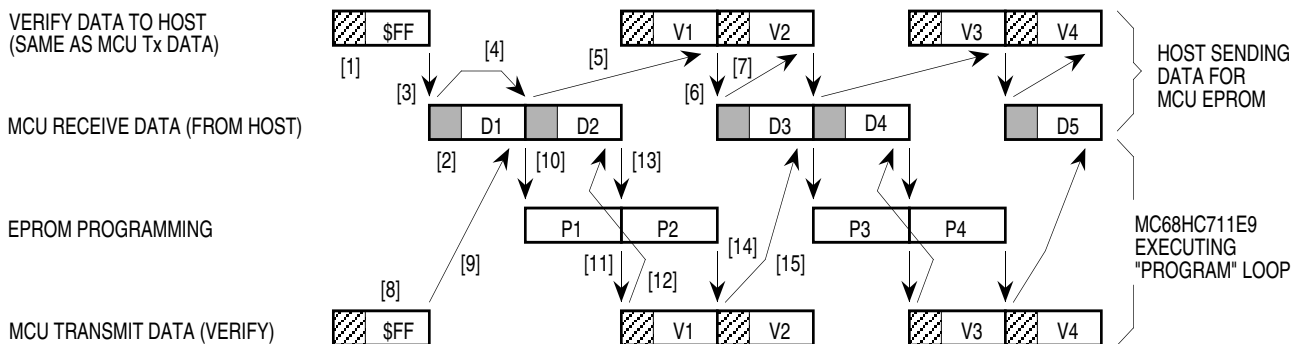 VERIFY DATA TO HOST
(SAME AS MCU Tx DATA)
$FF
V1
V2
V3
V4
[1]
[3]
[4]
[5]
[6]
[7]
HOST SENDING
DATA FOR
MCU EPROM
MCU RECEIVE DATA (FROM HOST)
D1
D2
D3
D4
D5
[2]
[10]
[13]
EPROM PROGRAMMING
P1
P2
P3
P4
[9]
[11]
[12]
[14]
[15]
MC68HC711E9
EXECUTING
"PROGRAM" LOOP
[8]
MCU TRANSMIT DATA (VERIFY)
$FF
V1
V2
V3
V4